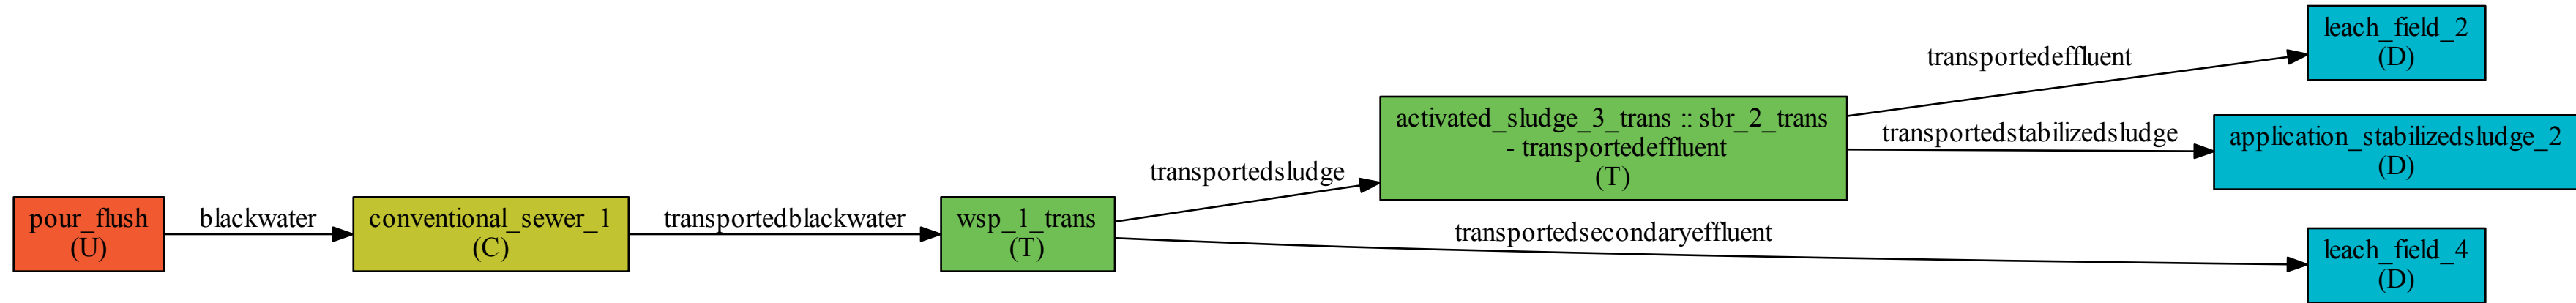 pour_flush
(U)
blackwater
conventional_sewer_1
(C)
transportedblackwater
wsp_1_trans
(T)
transportedsludge
transportedsecondaryeffluent
activated_sludge_3_trans :: sbr_2_trans
- transportedeffluent
(T)
transportedeffluent
transportedstabilizedsludge
leach_field_2
(D)
application_stabilizedsludge_2
(D)
leach_field_4
(D)